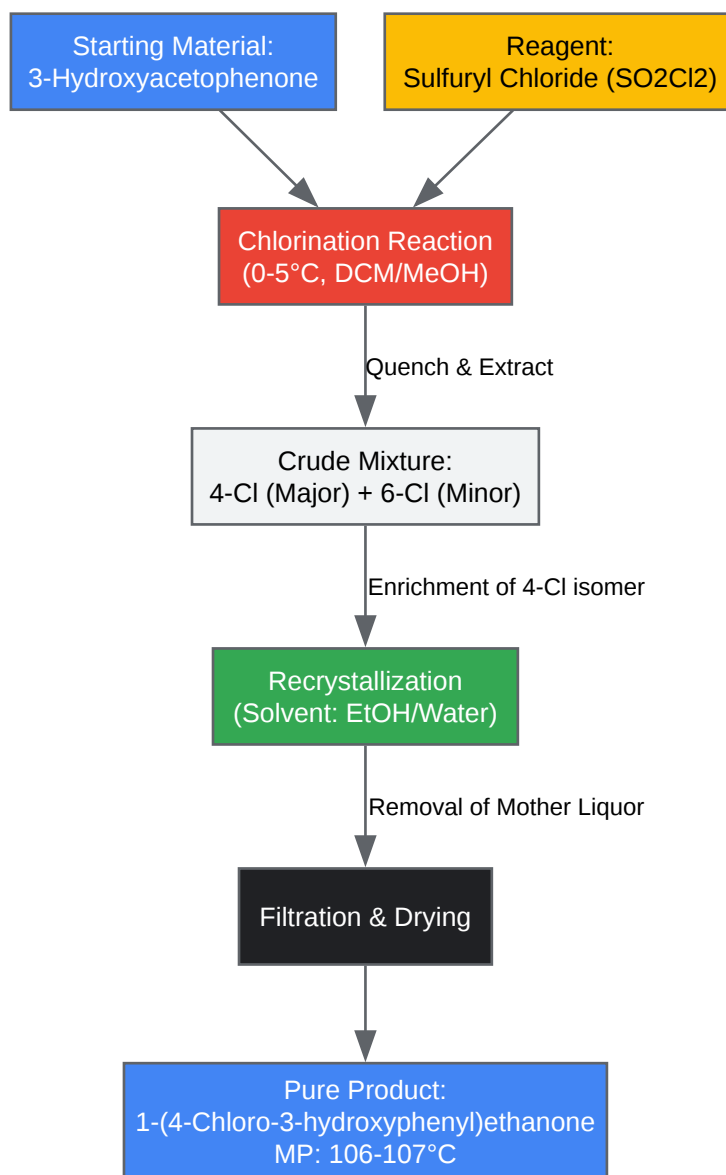 Starting Material:
3-Hydroxyacetophenone
Reagent:
Sulfuryl Chloride (SO2Cl2)
Chlorination Reaction
(0-5°C, DCM/MeOH)
Quench & Extract
Crude Mixture:
4-Cl (Major) + 6-Cl (Minor)
Enrichment of 4-Cl isomer
Recrystallization
(Solvent: EtOH/Water)
Removal of Mother Liquor
Filtration & Drying
Pure Product:
1-(4-Chloro-3-hydroxyphenyl)ethanone
MP: 106-107°C